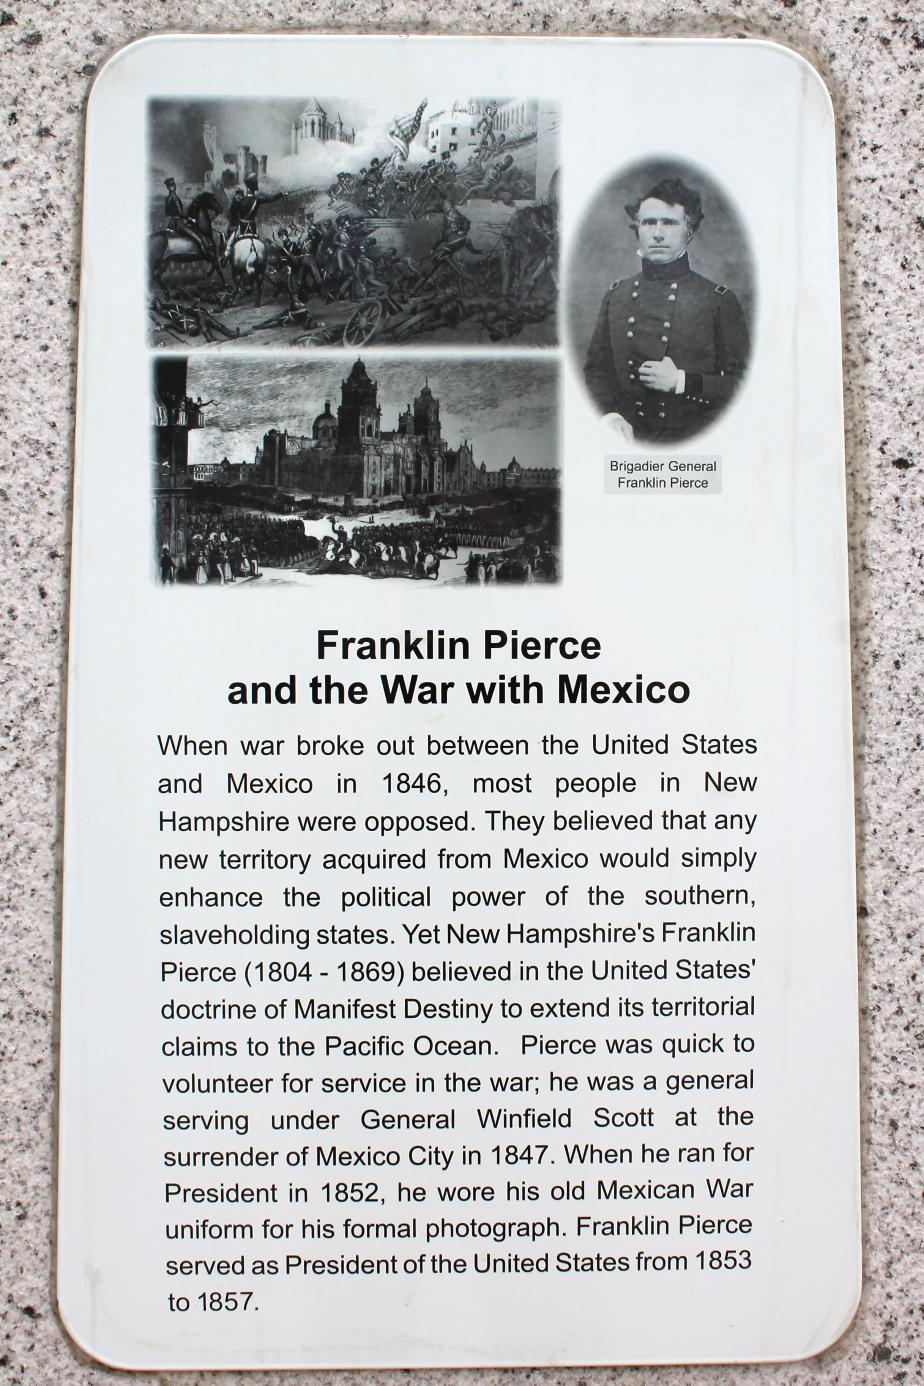 Brigadier General
Franklin Pierce
Franklin Pierce
and the War with Mexico
When war broke out between the United States
and Mexico in 1846, most people in New
Hampshire were opposed. They believed that any
new territory acquired from Mexico would simply
enhance the political power of the southern,
slaveholding states. Yet New Hampshire's Franklin
Pierce (1804 - 1869) believed in the United States'
doctrine of Manifest Destiny to extend its territorial
claims to the Pacific Ocean.  Pierce was quick to
volunteer for service in the war; he was a general
serving under General Winfield Scott at the
surrender of Mexico City in 1847. When he ran for
President in 1852, he wore his old Mexican War
uniform for his formal photograph. Franklin Pierce
served as President of the United States from 1853
to 1857.